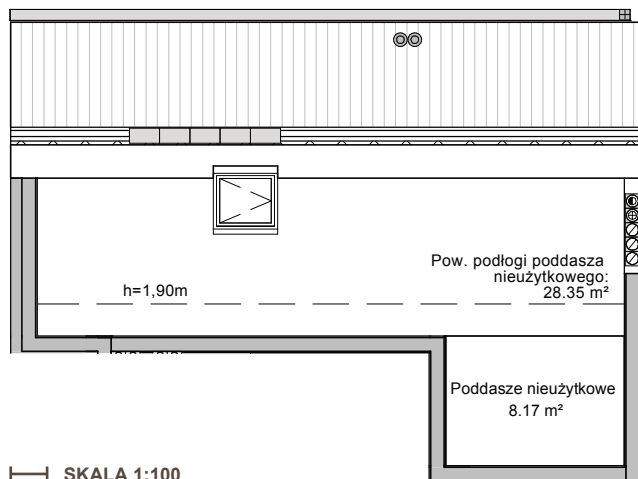 Pow. podłogi poddasza
nieużytkowego:
28.35 m²
h=1,90m
Poddasze nieużytkowe
8.17 m²
SKALA 1:100